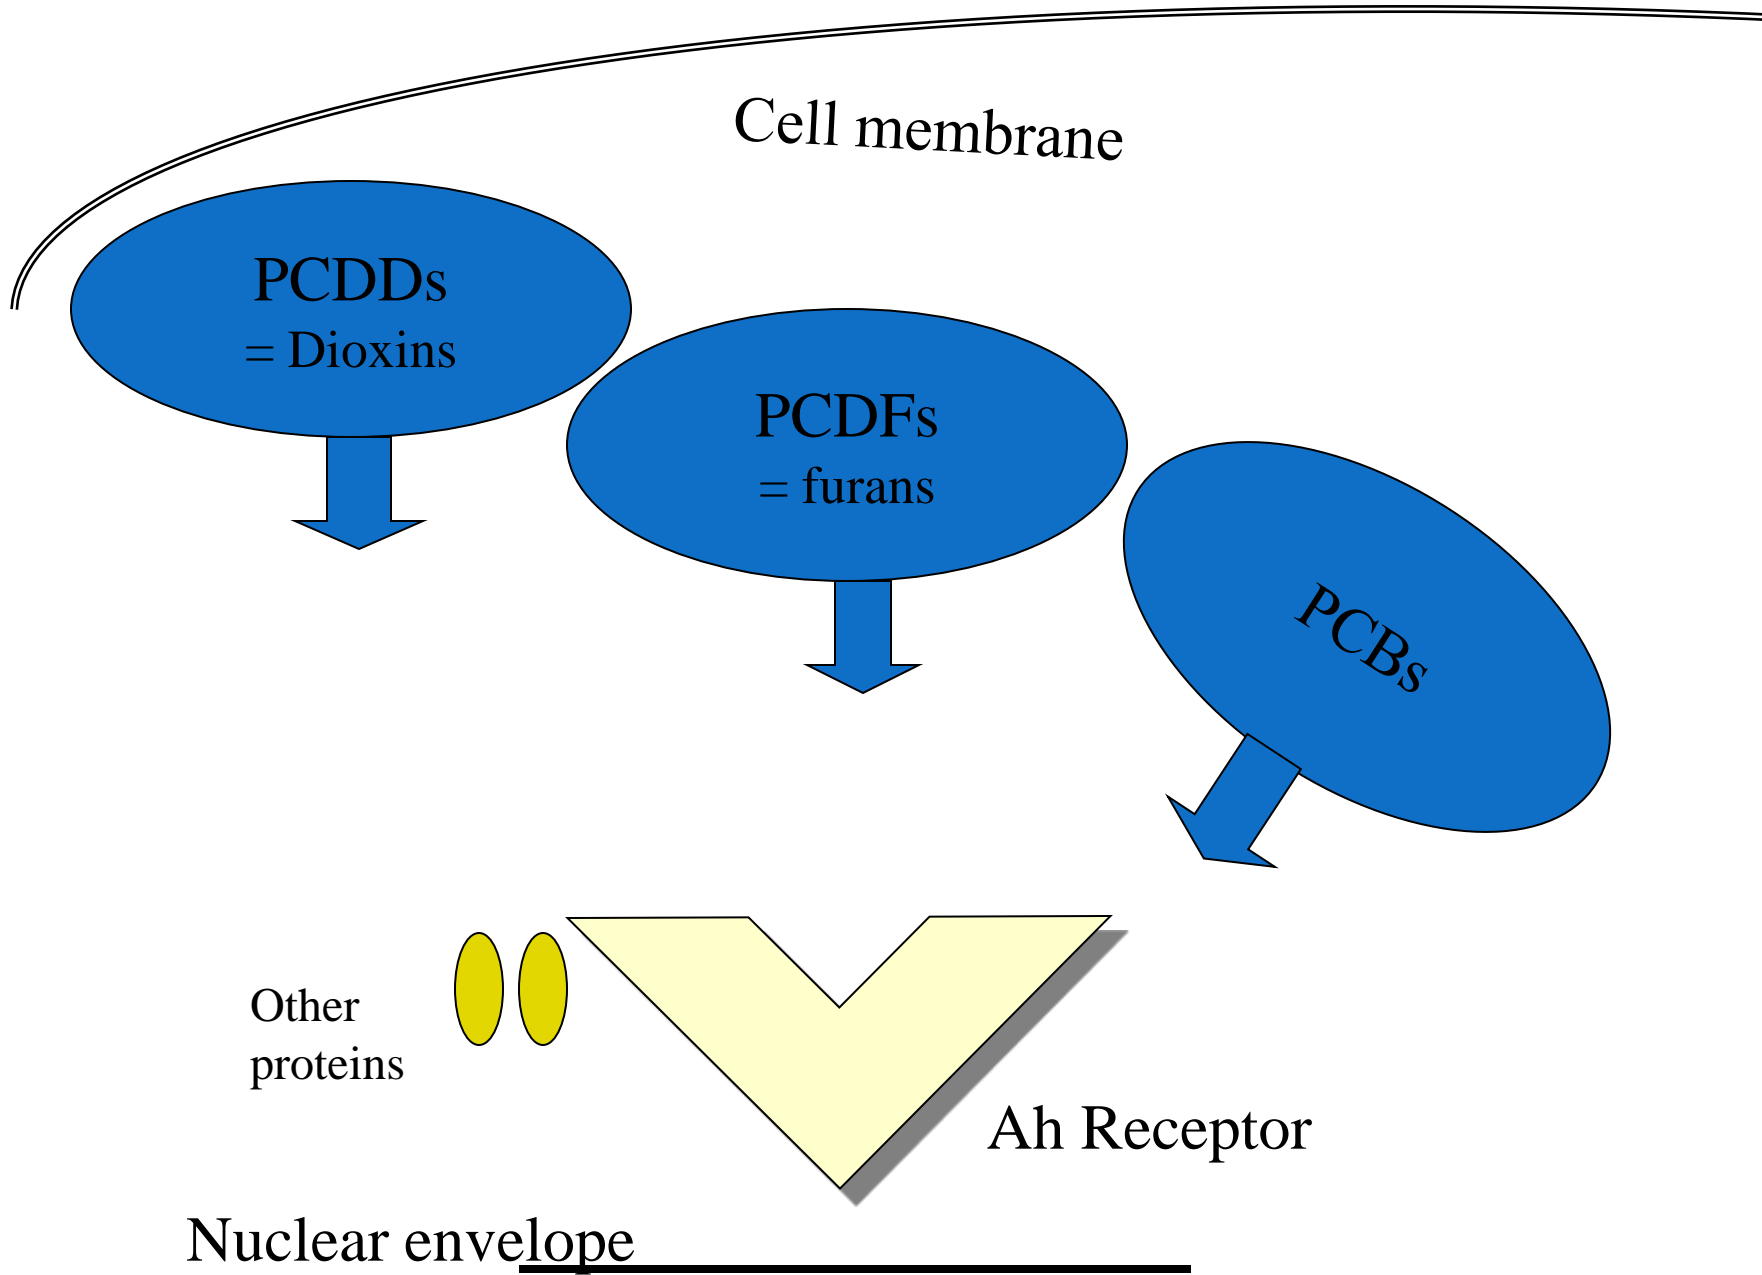 Cell membrane
PCDDs
= Dioxins
PCDFs
= furans
PCBs
Other
proteins
Ah Receptor
Nuclear envelope